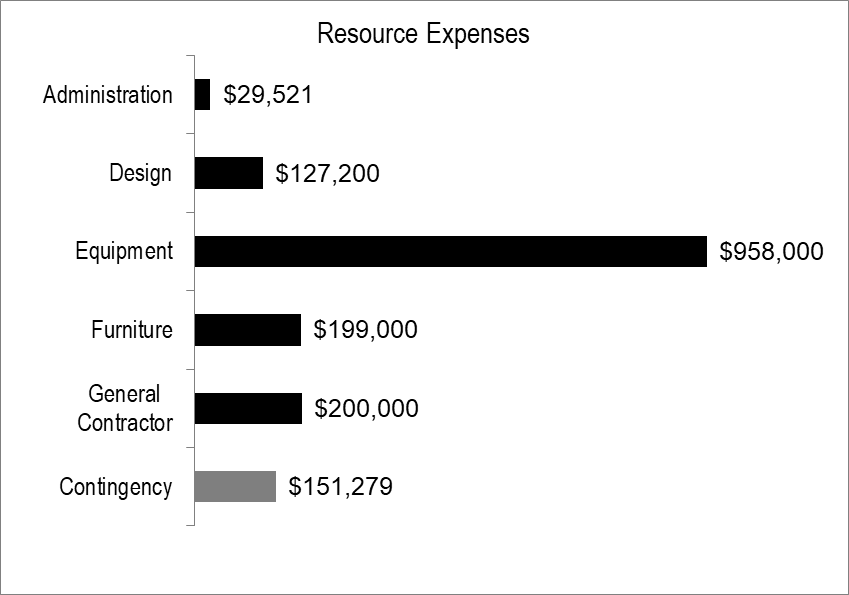 Resource Expenses
Administration $29,521
Design $127,200
Equipment $958,000
Furniture $199,000
General
Contractor $200,000
Contingency $151,279